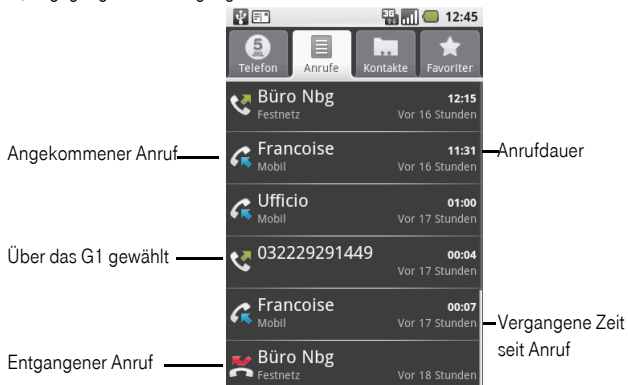 3G
12:45
5
JKL
Telefon
Anrufe
Kontakte
Favoriten
Büro Nbg
12:15
Festnetz
Vor 16 Stunden
Angekommener Anruf
Francoise
11:31
Anrufdauer
Mobil
Vor 16 Stunden
Ufficio
01:00
Mobil
Vor 17 Stunden
Über das G1 gewählt
032229291449
00:04
Vor 17 Stunden
Francoise
00:07
Mobil
Vor 17 Stunden
Vergangene Zeit
seit Anruf
Entgangener Anruf
Büro Nbg
Festnetz
Vor 18 Stunden